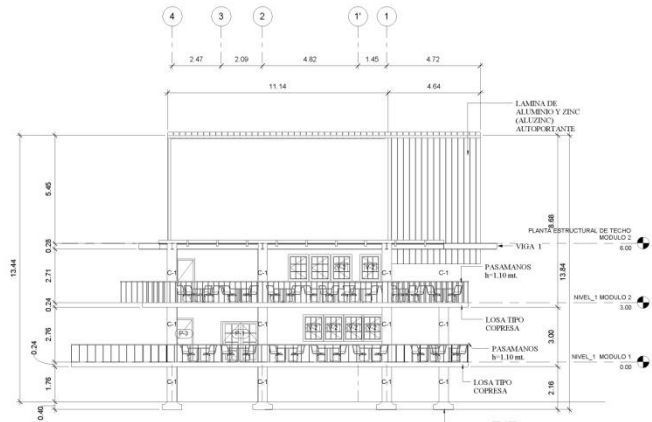 4 3 2 1' 1
2.47 2.09 4.82 1.45 4.72
11.14 4.64
LAMINA DE
ALUMINIO Y ZINC
(ALUZINC)
AUTOPORTANTE
5.45
8.68
PLANTA ESTRUCTURAL DE TECHO
MODULO 2
6.00
0.28
VIGA 1
13.44
2.71
C-1 C-1 C-1 C-1
13.84
PASAMANOS
h=1.10 mt.
NIVEL_1 MODULO 2
3.00
0.24
LOSA TIPO
COPRESA
2.76
C-1 C-1 C-1 C-1
P-3
3.00
0.24
PASAMANOS
h=1.10 mt.
NIVEL_1 MODULO 1
0.00
LOSA TIPO
COPRESA
1.76
C-1 C-1 C-1 C-1
2.16
0.40